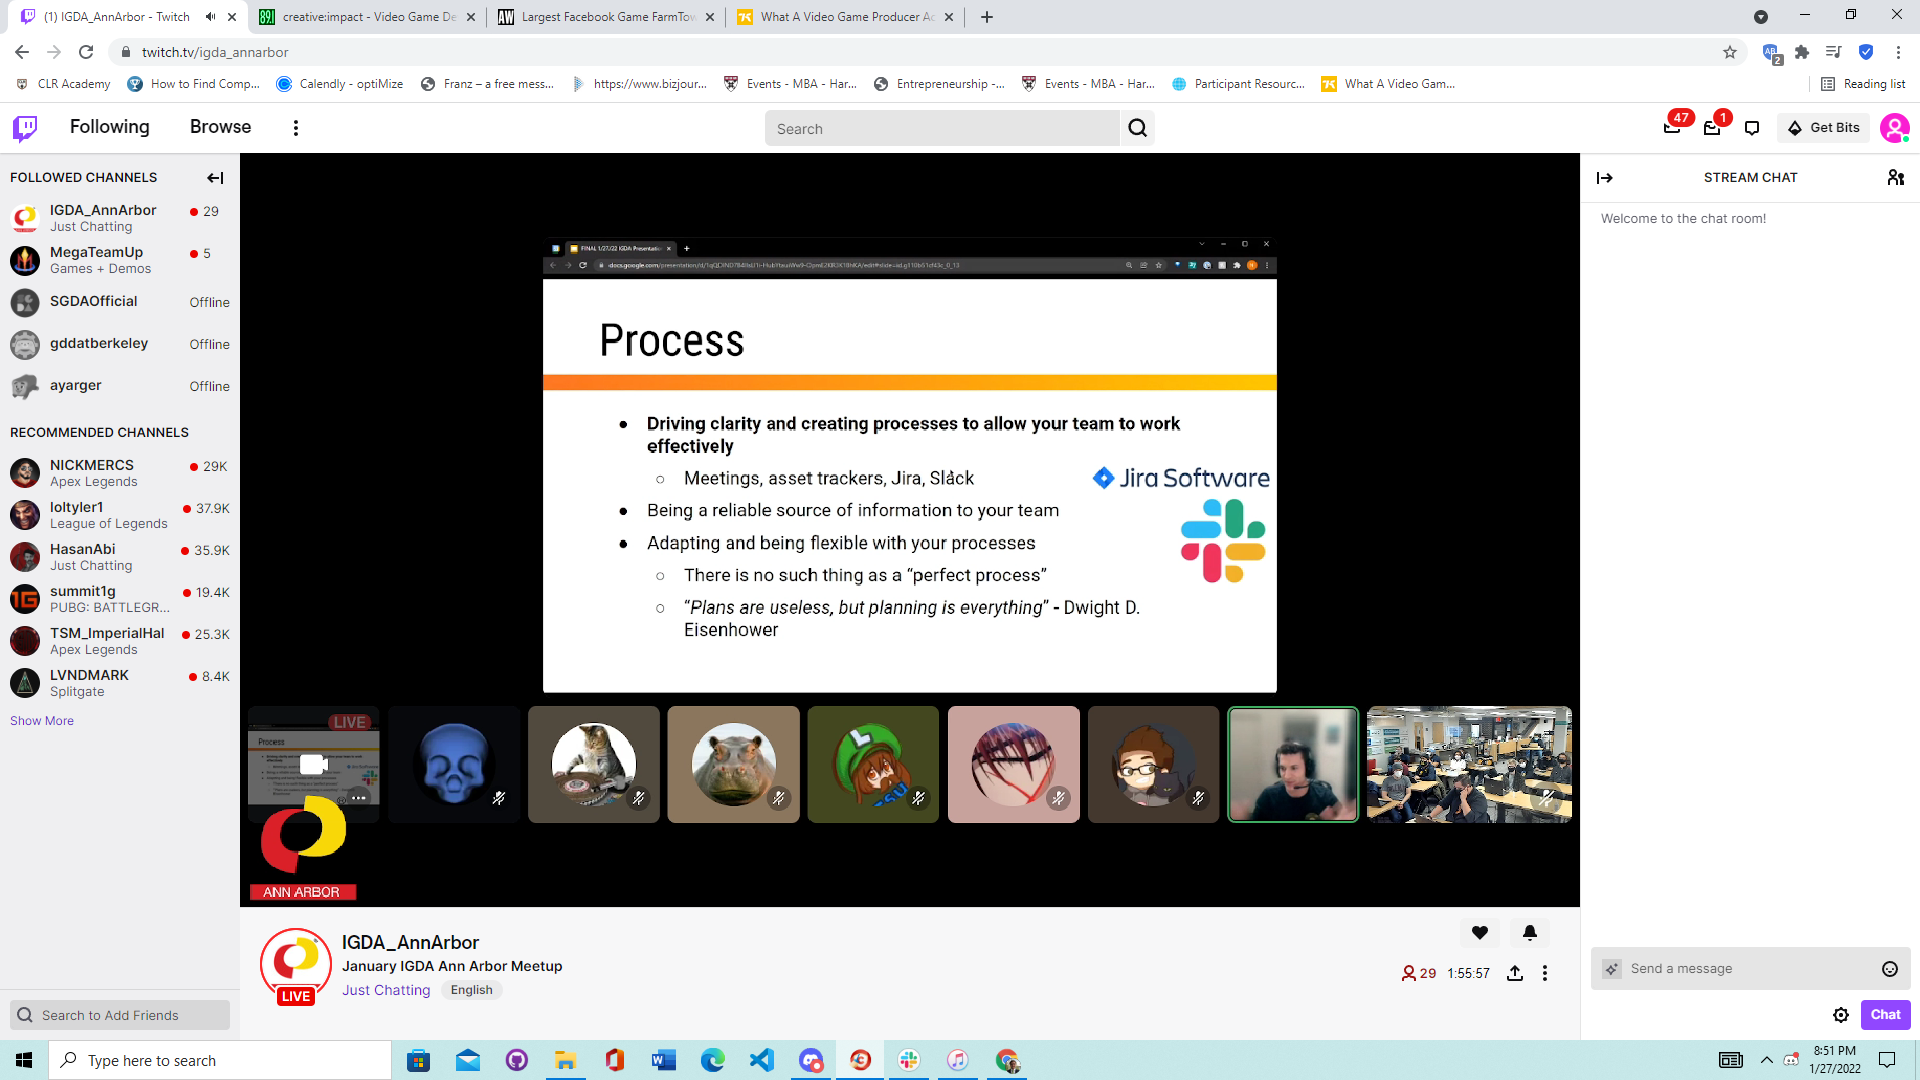 (1) IGDA_AnnArbor - Twitch
creative:impact - Video Game De
Largest Facebook Game FarmTow
What A Video Game Producer Ac
twitch.tv/igda_annarbor
CLR Academy
How to Find Comp...
Calendly - optiMize
Franz – a free mess...
https://www.bizjour...
Events - MBA - Har...
Entrepreneurship -...
Events - MBA - Har...
Participant Resourc...
What A Video Gam...
Reading list
Following
Browse
Search
47
1
Get Bits
FOLLOWED CHANNELS
IGDA_AnnArbor
29
Just Chatting
MegaTeamUp
5
Games + Demos
SGDAOfficial
Offline
gddatberkeley
Offline
ayarger
Offline
RECOMMENDED CHANNELS
NICKMERCS
29K
Apex Legends
loltyler1
37.9K
League of Legends
HasanAbi
35.9K
Just Chatting
summit1g
19.4K
PUBG: BATTLEGR...
TSM_ImperialHal
25.3K
Apex Legends
LVNDMARK
8.4K
Splitgate
Show More
Search to Add Friends
FINAL 1/27/22 IGDA Presentation
Process
Driving clarity and creating processes to allow your team to work
effectively
Meetings, asset trackers, Jira, Slack
Being a reliable source of information to your team
Adapting and being flexible with your processes
There is no such thing as a “perfect process”
“Plans are useless, but planning is everything” - Dwight D.
Eisenhower
Jira Software
LIVE
Process
ANN ARBOR
IGDA_AnnArbor
January IGDA Ann Arbor Meetup
Just Chatting
English
LIVE
29
1:55:57
STREAM CHAT
Welcome to the chat room!
Send a message
Chat
Type here to search
8:51 PM
1/27/2022